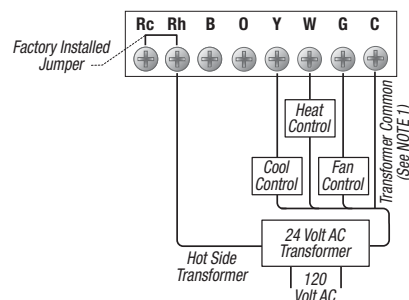 Rc Rh B O Y W G C
Factory Installed
Jumper
Heat
Control
Cool
Control
Fan
Control
Transformer Common
(See NOTE 1)
24 Volt AC
Transformer
Hot Side
Transformer
120
Volt AC